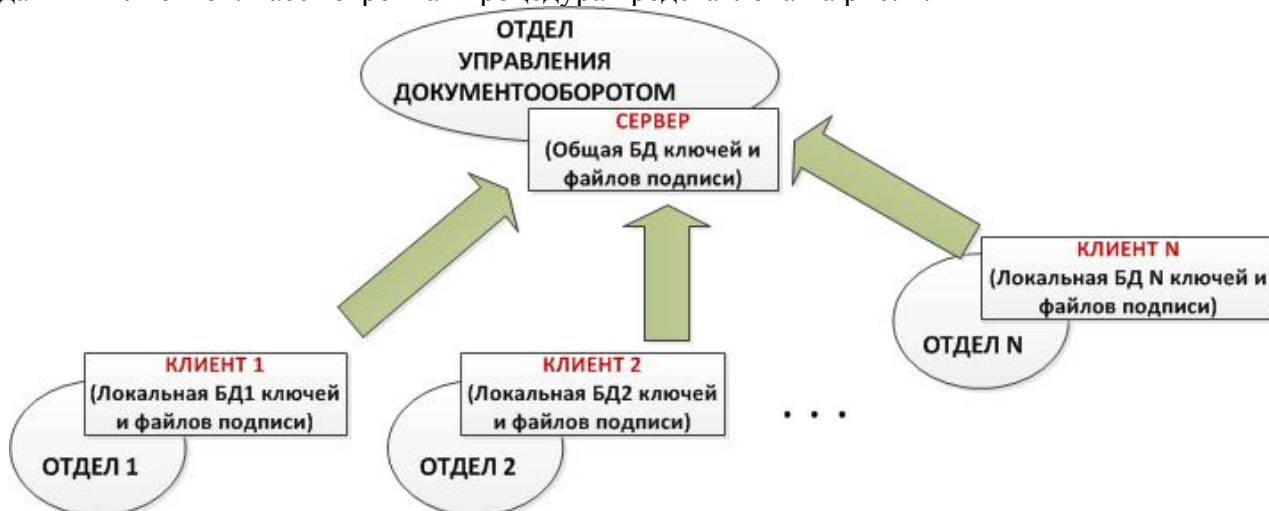 ОТДЕЛ
УПРАВЛЕНИЯ
ДОКУМЕНТООБОРОТОМ
СЕРВЕР
(Общая БД ключей и
файлов подписи)
КЛИЕНТ N
(Локальная БД N ключей и
файлов подписи)
ОТДЕЛ N
КЛИЕНТ 1
(Локальная БД1 ключей
и файлов подписи)
ОТДЕЛ 1
КЛИЕНТ 2
(Локальная БД2 ключей
и файлов подписи)
ОТДЕЛ 2
. . .